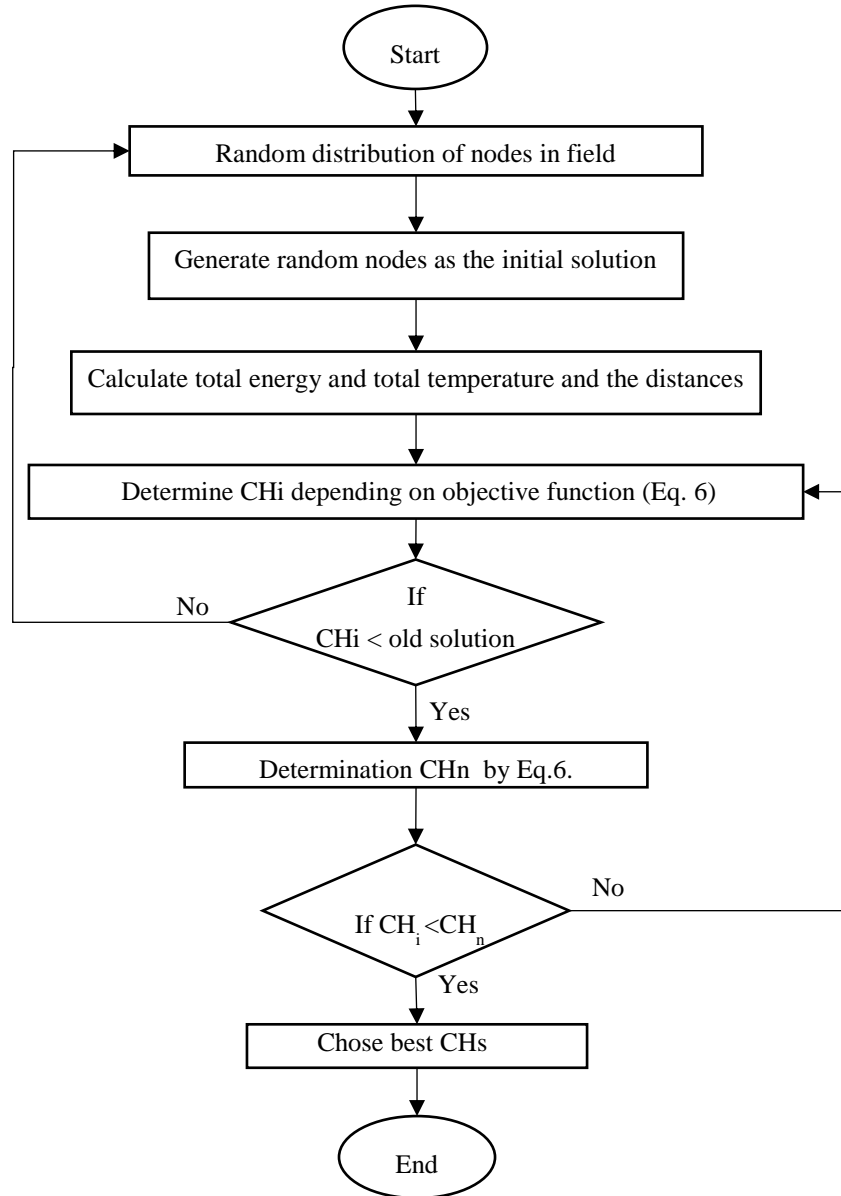 Start
Random distribution of nodes in field
Generate random nodes as the initial solution
Calculate total energy and total temperature and the distances
Determine CHi depending on objective function (Eq. 6)
No
If
CHi < old solution
Yes
Determination CHn by Eq.6.
No
If CH_i <CH_n
Yes
Chose best CHs
End